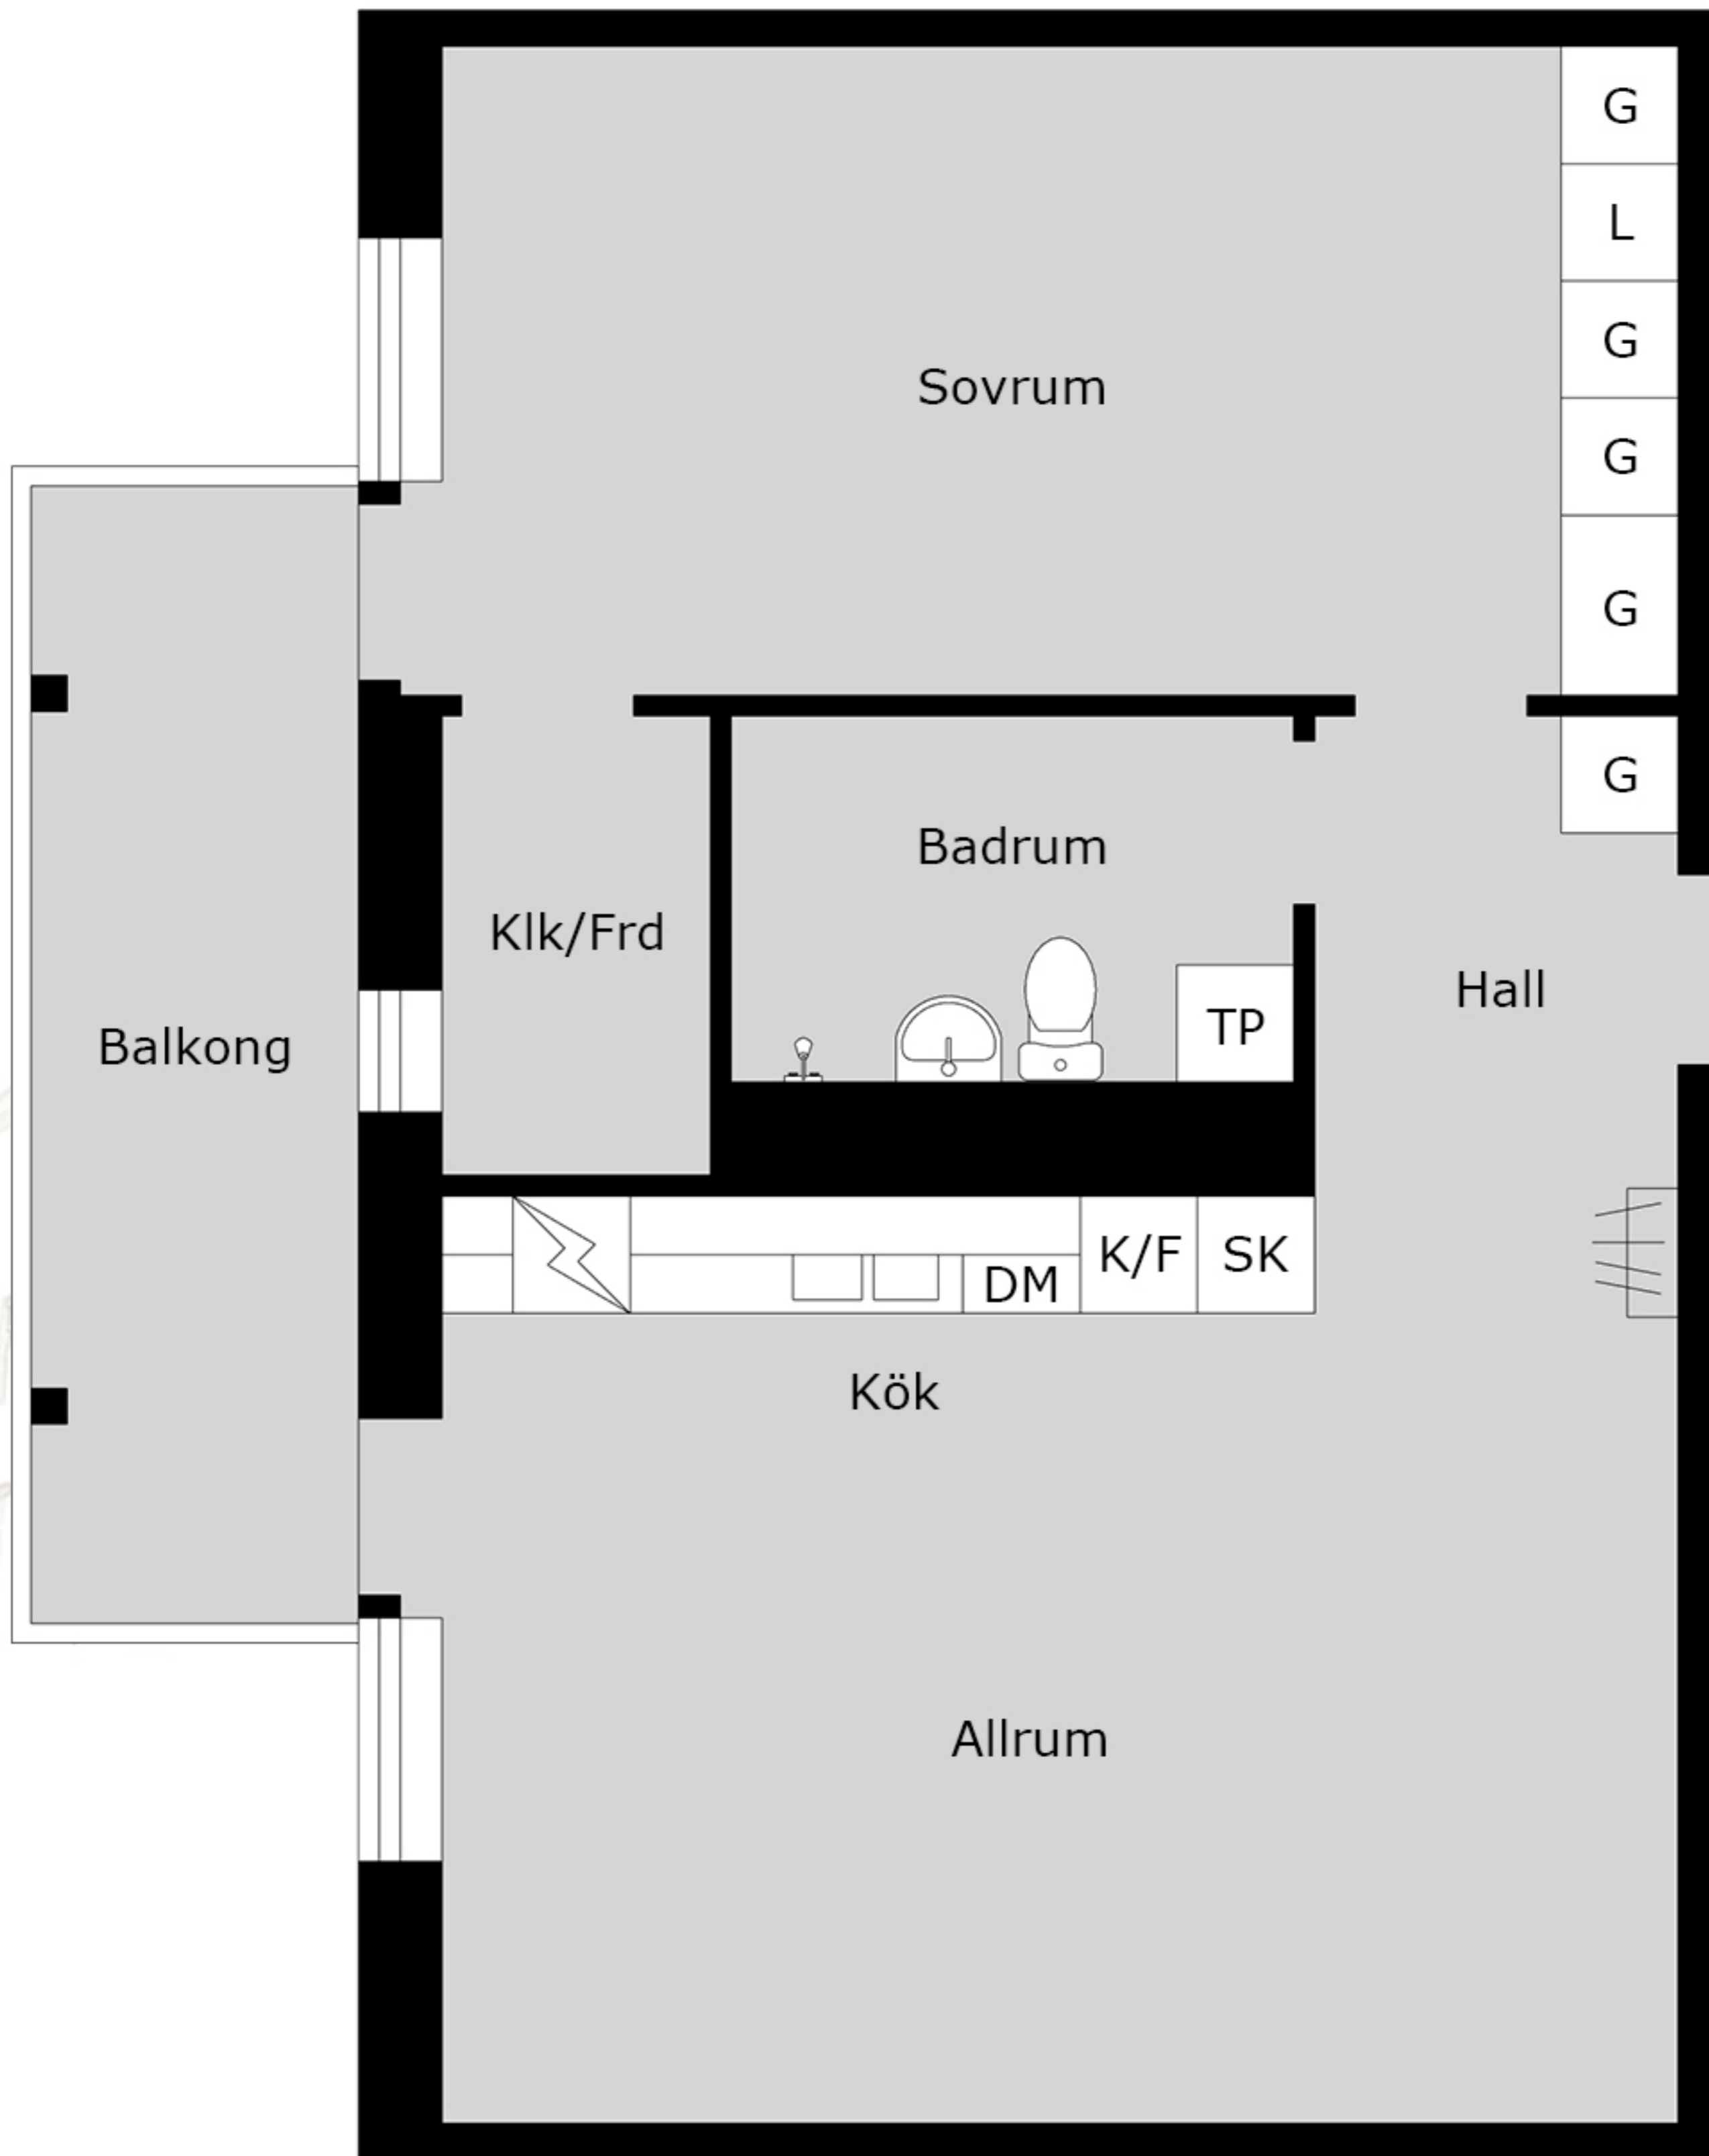 G
L
G
Sovrum
G
G
G
Badrum
Klk/Frd
Hall
TP
Balkong
K/F
SK
DM
Kök
Allrum